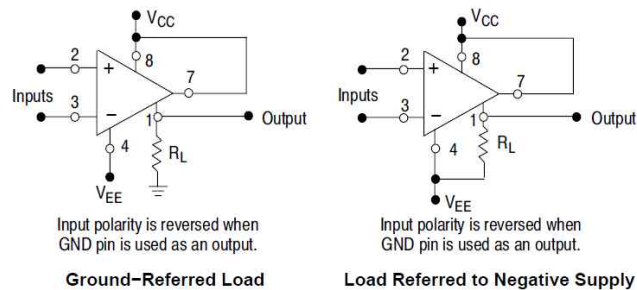 VCC
2
+
8
7
Inputs
3
−
1
Output
4
RL
VEE
Input polarity is reversed when
GND pin is used as an output.
Ground−Referred Load
VCC
2
+
8
7
Inputs
3
−
1
Output
4
RL
VEE
Input polarity is reversed when
GND pin is used as an output.
Load Referred to Negative Supply